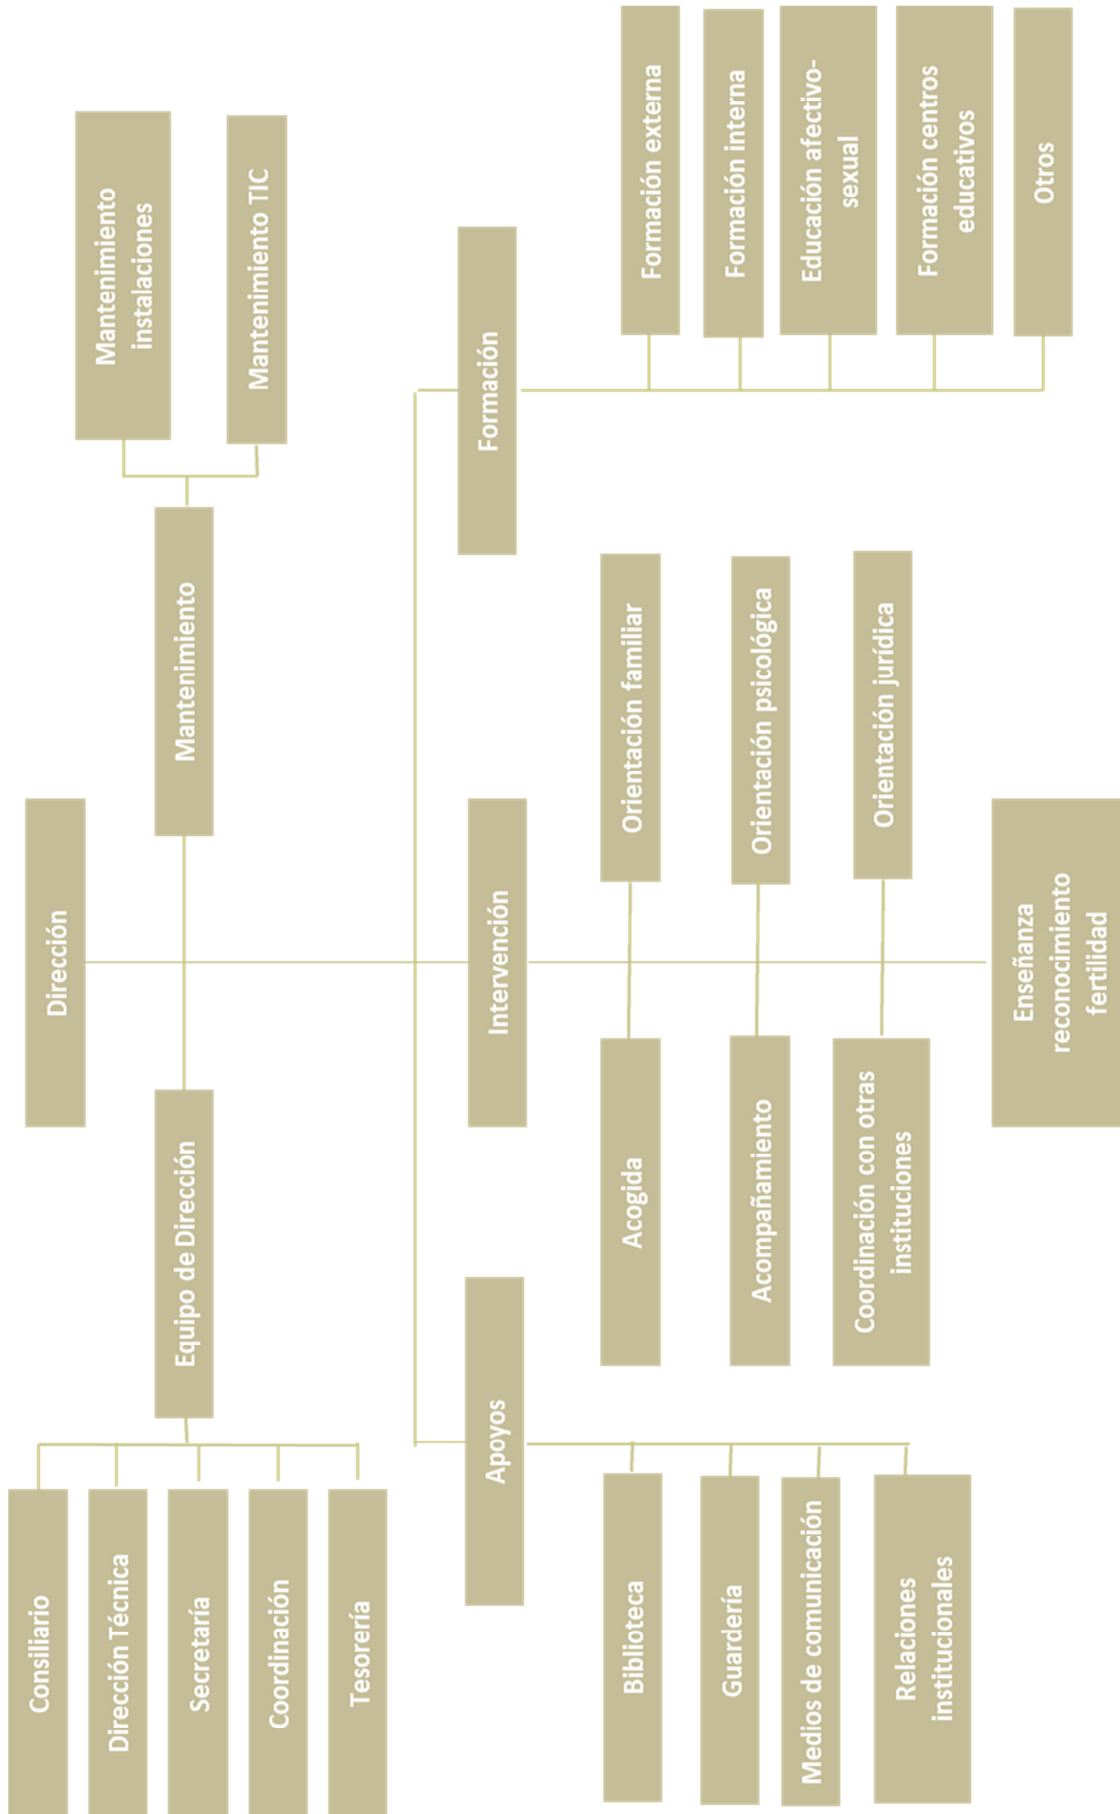 Dirección
Equipo de Dirección
Mantenimiento
Consiliario
Dirección Técnica
Secretaría
Coordinación
Tesorería
Mantenimiento
instalaciones
Mantenimiento TIC
Apoyos
Intervención
Formación
Biblioteca
Guardería
Medios de comunicación
Relaciones
institucionales
Acogida
Acompañamiento
Coordinación con otras
instituciones
Orientación familiar
Orientación psicológica
Orientación jurídica
Enseñanza
reconocimiento
fertilidad
Formación externa
Formación interna
Educación afectivo-
sexual
Formación centros
educativos
Otros